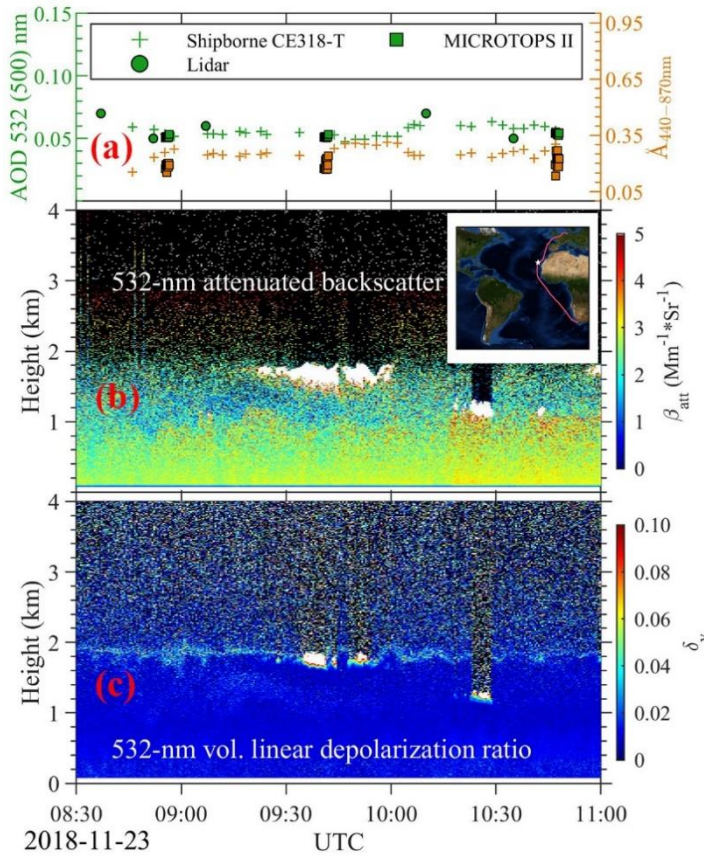 0.15
0.10
0.05
AOD 532 (500) nm
Shipborne CE318-T
MICROTOPS II
Lidar
(a)
0.95
0.65
0.35
0.05
Å440−870nm
4
3
2
1
Height (km)
532-nm attenuated backscatter
(b)
5
4
3
2
1
0
βatt (Mm-1*Sr-1)
4
3
2
1
0
Height (km)
(c)
532-nm vol. linear depolarization ratio
0.10
0.08
0.06
0.04
0.02
0.00
δv
08:30 09:00 09:30 10:00 10:30 11:00
2018-11-23
UTC